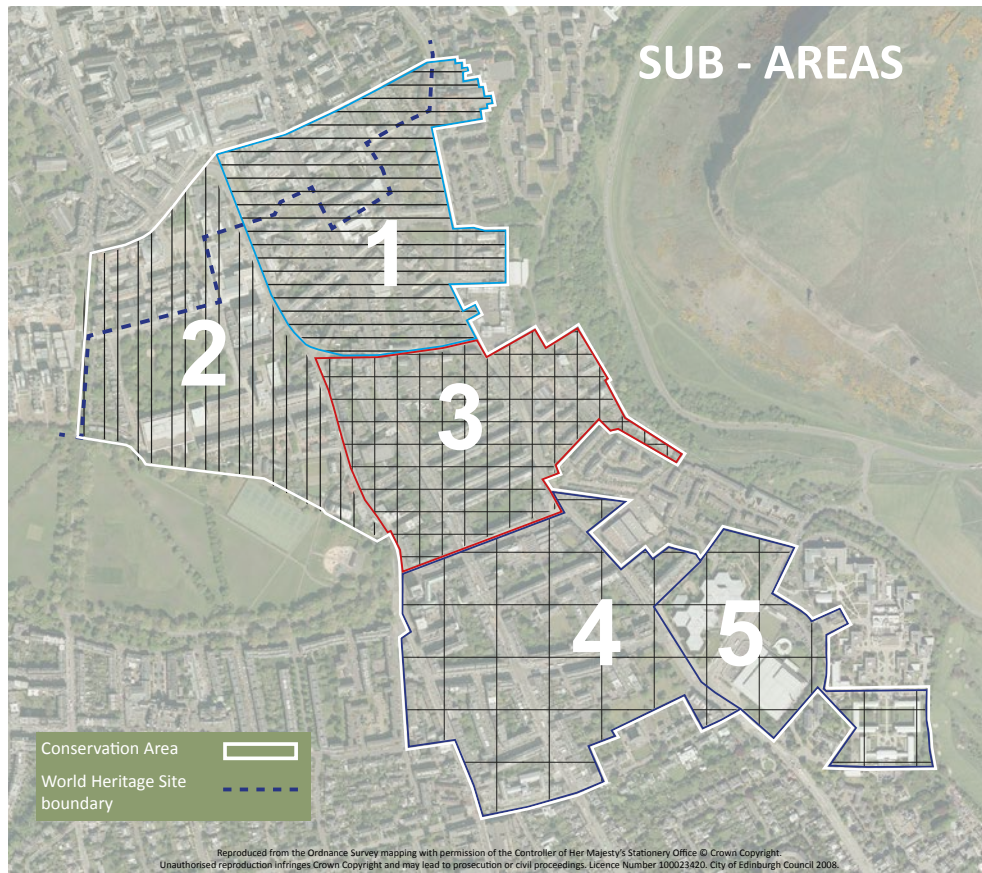 SUB - AREAS
1
2
3
4
5
Conservation Area
World Heritage Site
boundary
Reproduced from the Ordnance Survey mapping with permission of the Controller of Her Majesty's Stationery Office © Crown Copyright.
Unauthorised reproduction infringes Crown Copyright and may lead to prosecution or civil proceedings. Licence Number 100023420. City of Edinburgh Council 2008.